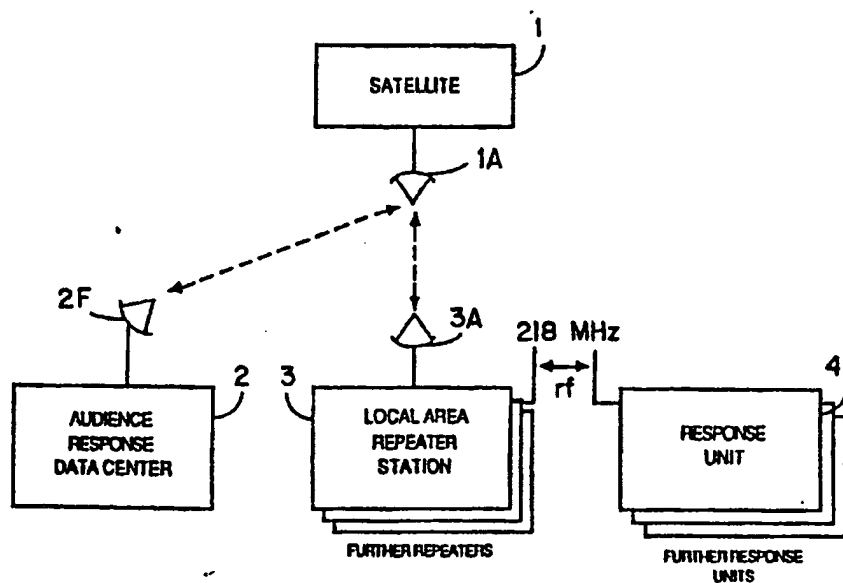 1
SATELLITE
1A
2F
3A
218 MHz
rf
2
3
4
AUDIENCE
RESPONSE
DATA CENTER
LOCAL AREA
REPEATER
STATION
RESPONSE
UNIT
FURTHER REPEATERS
FURTHER RESPONSE
UNITS